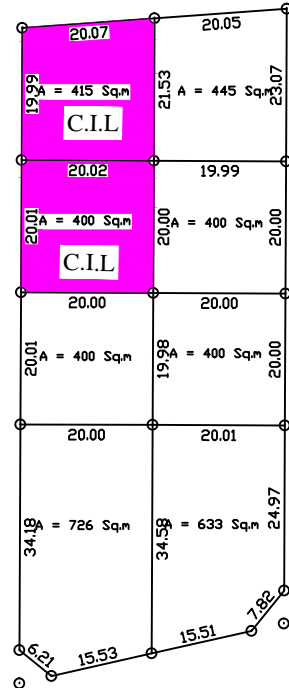 20.07 20.05
19.99 A = 415 Sq.m 21.53 A = 445 Sq.m 23.07
C.I.L
20.02 19.99
20.01 A = 400 Sq.m 20.00 A = 400 Sq.m 20.00
C.I.L
20.00 20.00
20.01 A = 400 Sq.m 19.98 A = 400 Sq.m 20.00
20.00 20.01
34.18 A = 726 Sq.m 34.58 A = 633 Sq.m 24.97
6.21 15.53 15.51 7.82